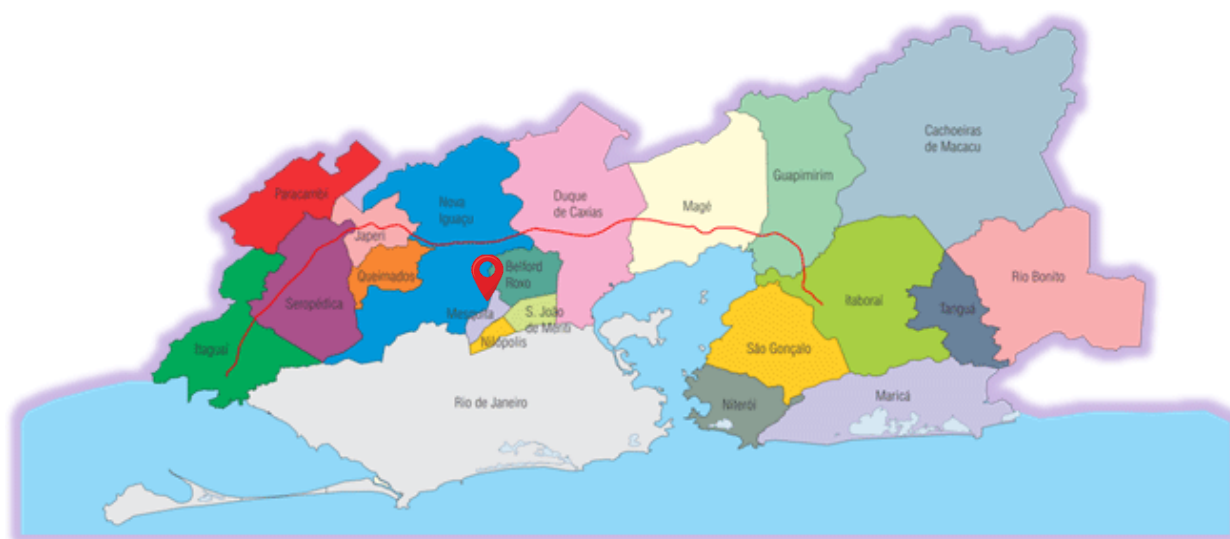 Cachoeiras
de Macacu
Guapimirim
Paracambi
Nova
Iguaçu
Duque
de Caxias
Magé
Japeri
Queimados
Belford
Roxo
Seropédica
Rio Bonito
Itaboraí
Tanguá
Mesquita
S. João
de Meriti
Nilópolis
Itaguaí
São Gonçalo
Rio de Janeiro
Niterói
Maricá